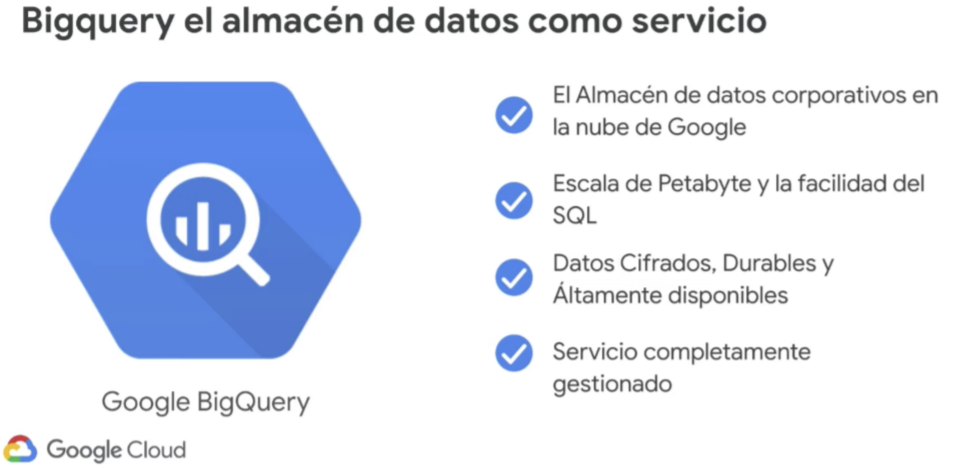 Bigquery el almacén de datos como servicio
El Almacén de datos corporativos en
la nube de Google
Escala de Petabyte y la facilidad del
SQL
Datos Cifrados, Durables y
Áltamente disponibles
Servicio completamente
gestionado
Google BigQuery
Google Cloud